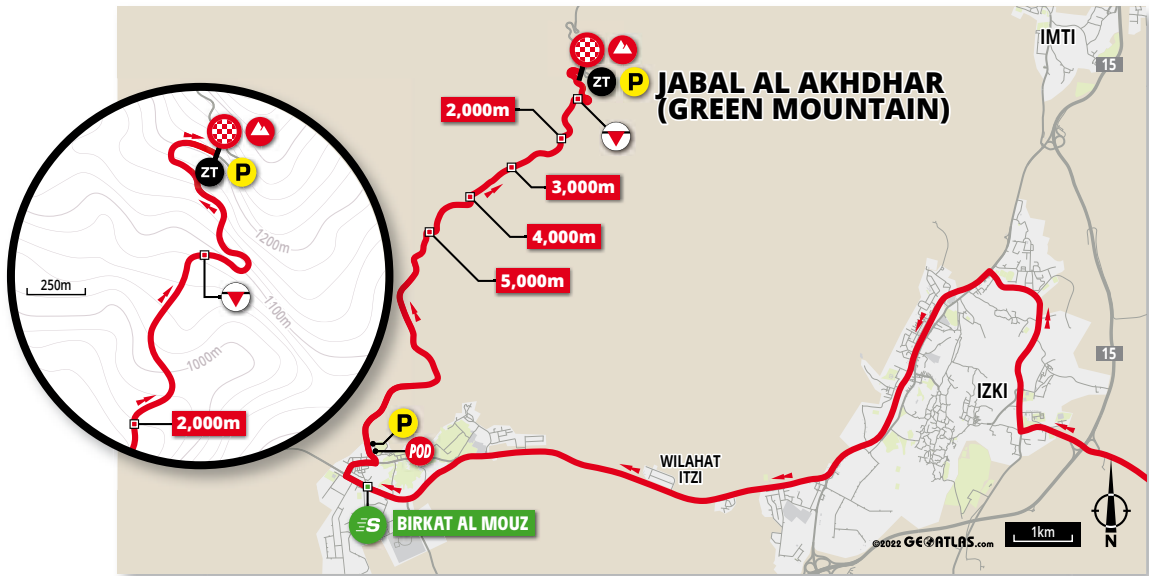 IMTI
15
ZT
P
JABAL AL AKHDHAR
(GREEN MOUNTAIN)
2,000m
3,000m
4,000m
5,000m
ZT
P
1200m
250m
1100m
1000m
2,000m
15
IZKI
P
POD
WILAHAT
ITZI
S
BIRKAT AL MOUZ
©2022 GEOATLAS.com
1km
N